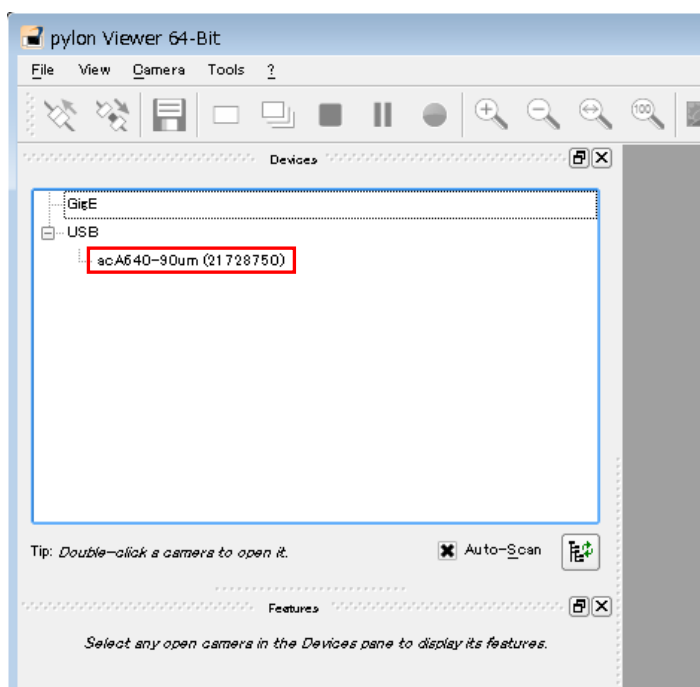 pylon Viewer 64-Bit
File View Camera Tools ?
100
Devices
GigE
USB
acA640-90um (21728750)
Tip: Double-click a camera to open it.
Auto-Scan
Features
Select any open camera in the Devices pane to display its features.